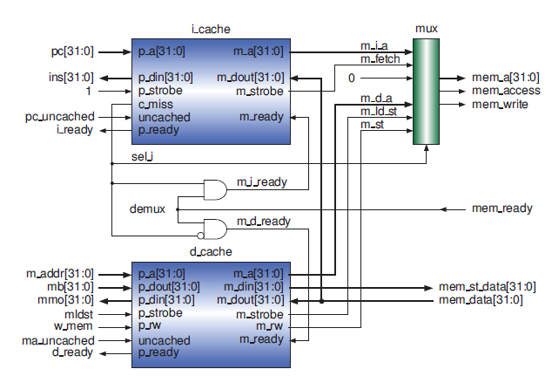 i_cache
mux
pc[31:0] p_a[31:0] m_a[31:0] m_i_a
m_fetch
ins[31:0] p_din[31:0] m_dout[31:0] 0 mem_a[31:0]
1 p_strobe m_strobe mem_access
c_miss m_d_a mem_write
pc_uncached uncached m_ready m_ld_st
i_ready p_ready m_st
sel_i
m_i_ready
demux mem_ready
m_d_ready
d_cache
m_addr[31:0] p_a[31:0] m_a[31:0]
mb[31:0] p_dout[31:0] m_din[31:0] mem_st_data[31:0]
mmo[31:0] p_din[31:0] m_dout[31:0] mem_data[31:0]
mldst p_strobe m_strobe
w_mem p_rw m_rw
ma_uncached uncached m_ready
d_ready p_ready